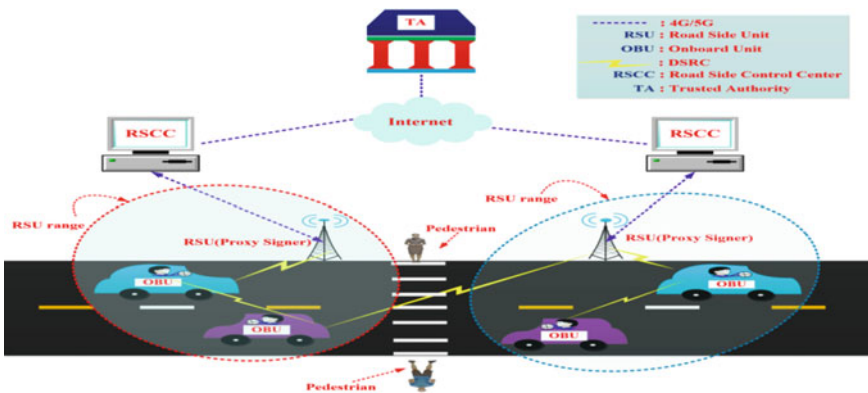 TA
: 4G/5G
RSU : Road Side Unit
OBU : Onboard Unit
: DSRC
RSCC : Road Side Control Center
TA : Trusted Authority
Internet
RSCC
RSCC
RSU range
RSU range
RSU(Proxy Signer)
Pedestrian
RSU(Proxy Signer)
OBU
OBU
OBU
OBU
Pedestrian